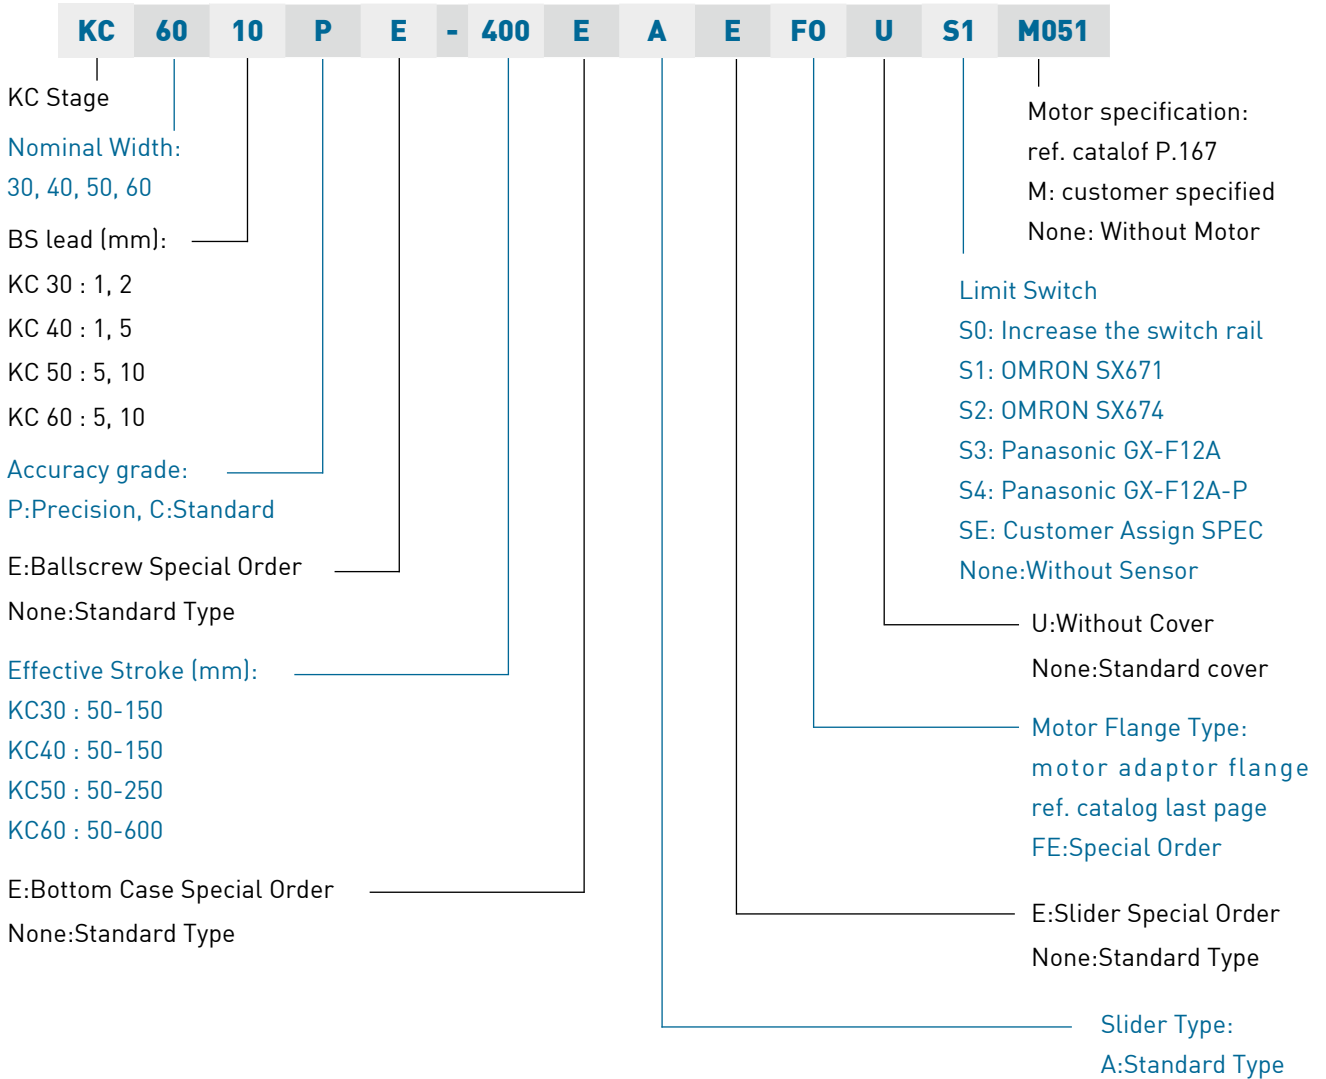 KC 60 10 P E - 400 E A E F0 U S1 M051
KC Stage
Nominal Width:
30, 40, 50, 60
BS lead (mm):
KC 30 : 1, 2
KC 40 : 1, 5
KC 50 : 5, 10
KC 60 : 5, 10
Accuracy grade:
P:Precision, C:Standard
E:Ballscrew Special Order
None:Standard Type
Effective Stroke (mm):
KC30 : 50-150
KC40 : 50-150
KC50 : 50-250
KC60 : 50-600
E:Bottom Case Special Order
None:Standard Type
Motor specification:
ref. catalof P.167
M: customer specified
None: Without Motor
Limit Switch
S0: Increase the switch rail
S1: OMRON SX671
S2: OMRON SX674
S3: Panasonic GX-F12A
S4: Panasonic GX-F12A-P
SE: Customer Assign SPEC
None:Without Sensor
U:Without Cover
None:Standard cover
Motor Flange Type:
motor adaptor flange
ref. catalog last page
FE:Special Order
E:Slider Special Order
None:Standard Type
Slider Type:
A:Standard Type